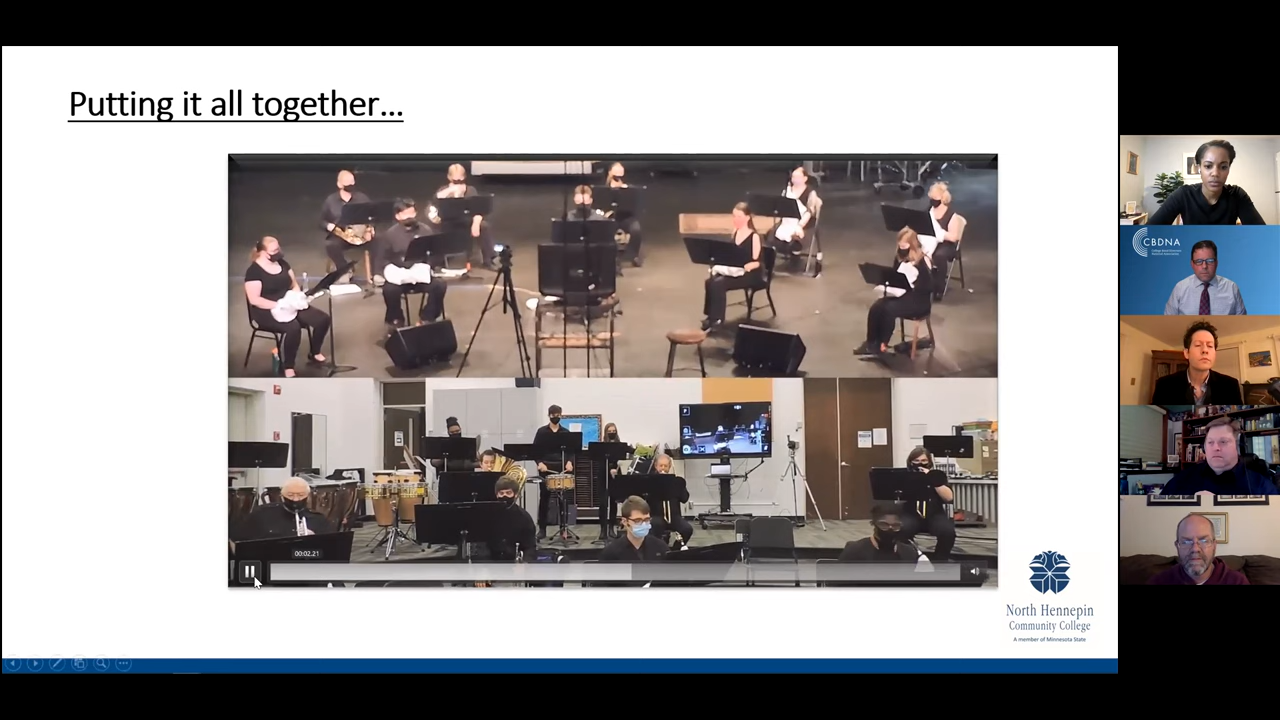 Putting it all together...
CBDNA
00:02.21
North Hennepin
Community College
A member of Minnesota State